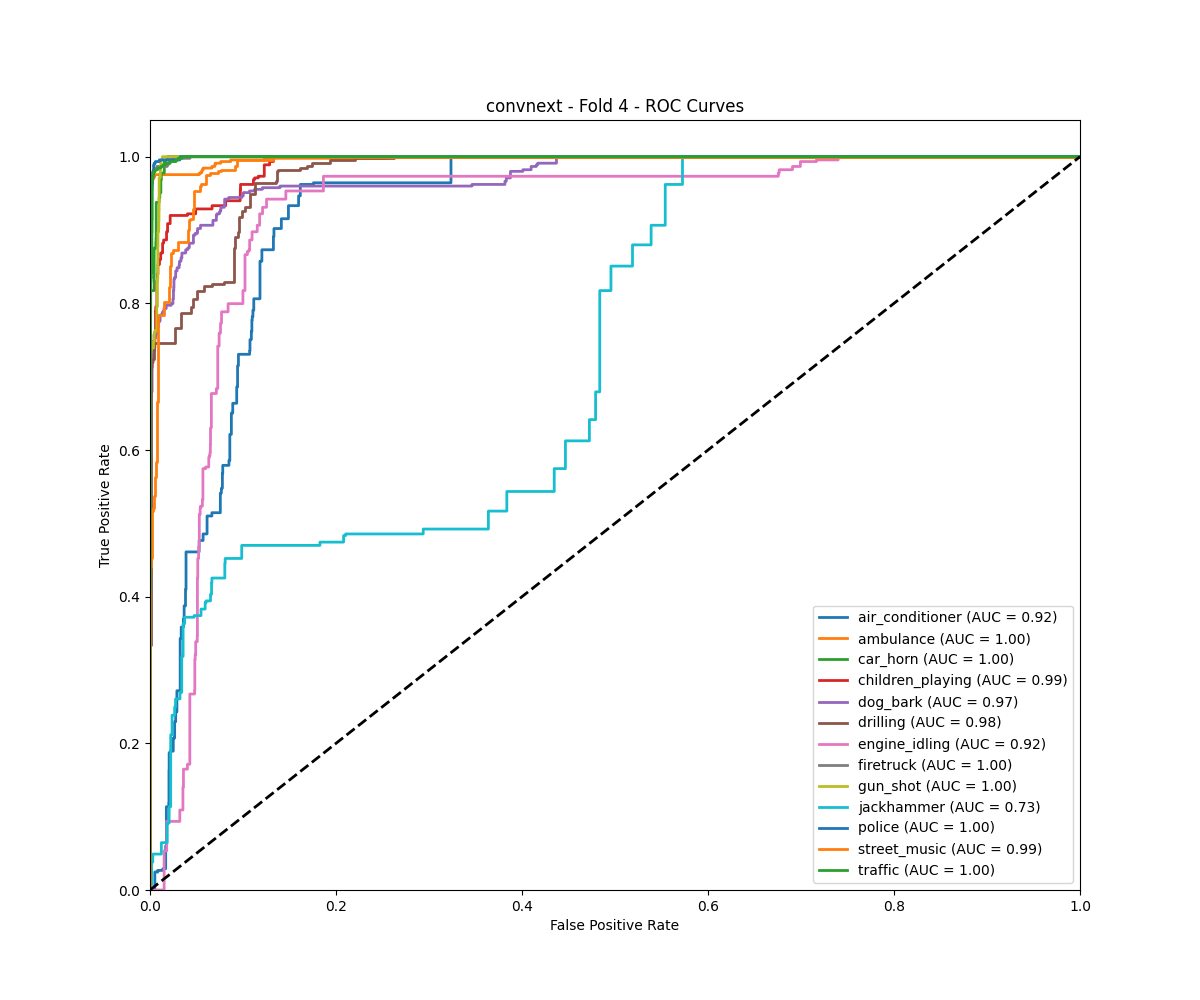 convnext - Fold 4 - ROC Curves
1.0
0.8
0.6
0.4
0.2
0.0
True Positive Rate
air_conditioner (AUC = 0.92)
ambulance (AUC = 1.00)
car_horn (AUC = 1.00)
children_playing (AUC = 0.99)
dog_bark (AUC = 0.97)
drilling (AUC = 0.98)
engine_idling (AUC = 0.92)
firetruck (AUC = 1.00)
gun_shot (AUC = 1.00)
jackhammer (AUC = 0.73)
police (AUC = 1.00)
street_music (AUC = 0.99)
traffic (AUC = 1.00)
0.0 0.2 0.4 0.6 0.8 1.0
False Positive Rate